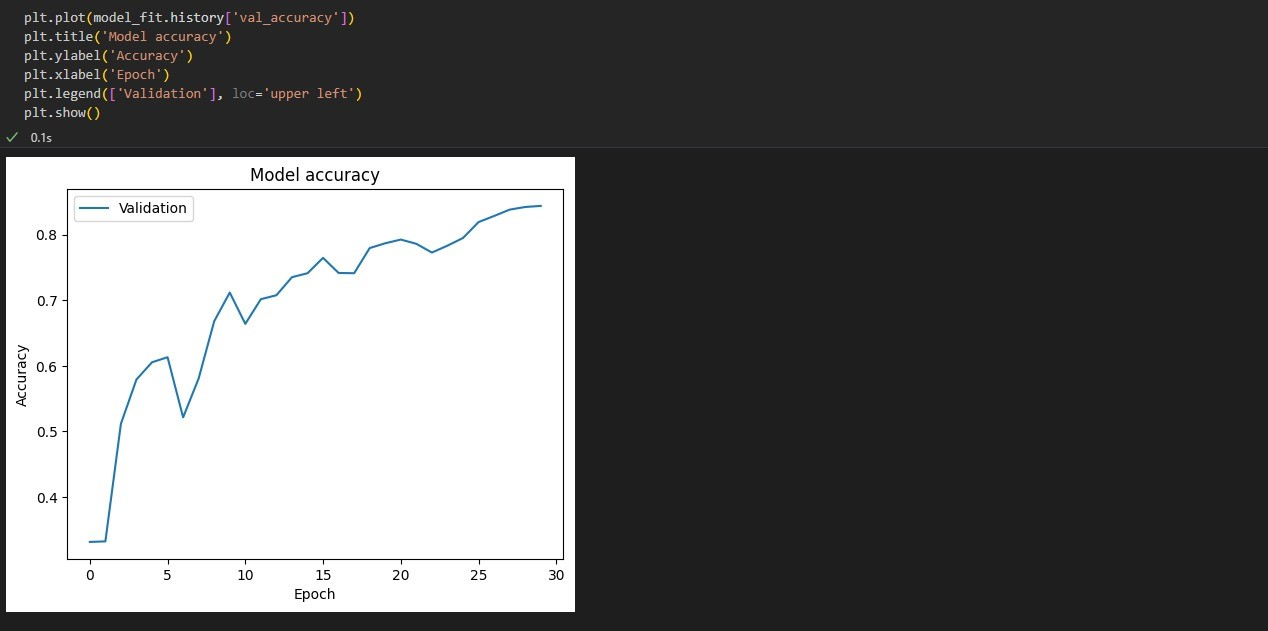 plt.plot(model_fit.history['val_accuracy'])
plt.title('Model accuracy')
plt.ylabel('Accuracy')
plt.xlabel('Epoch')
plt.legend(['Validation'], loc='upper left')
plt.show()
0.1s
Model accuracy
Validation
0.8
0.7
0.6
0.5
0.4
Accuracy
0 5 10 15 20 25 30
Epoch